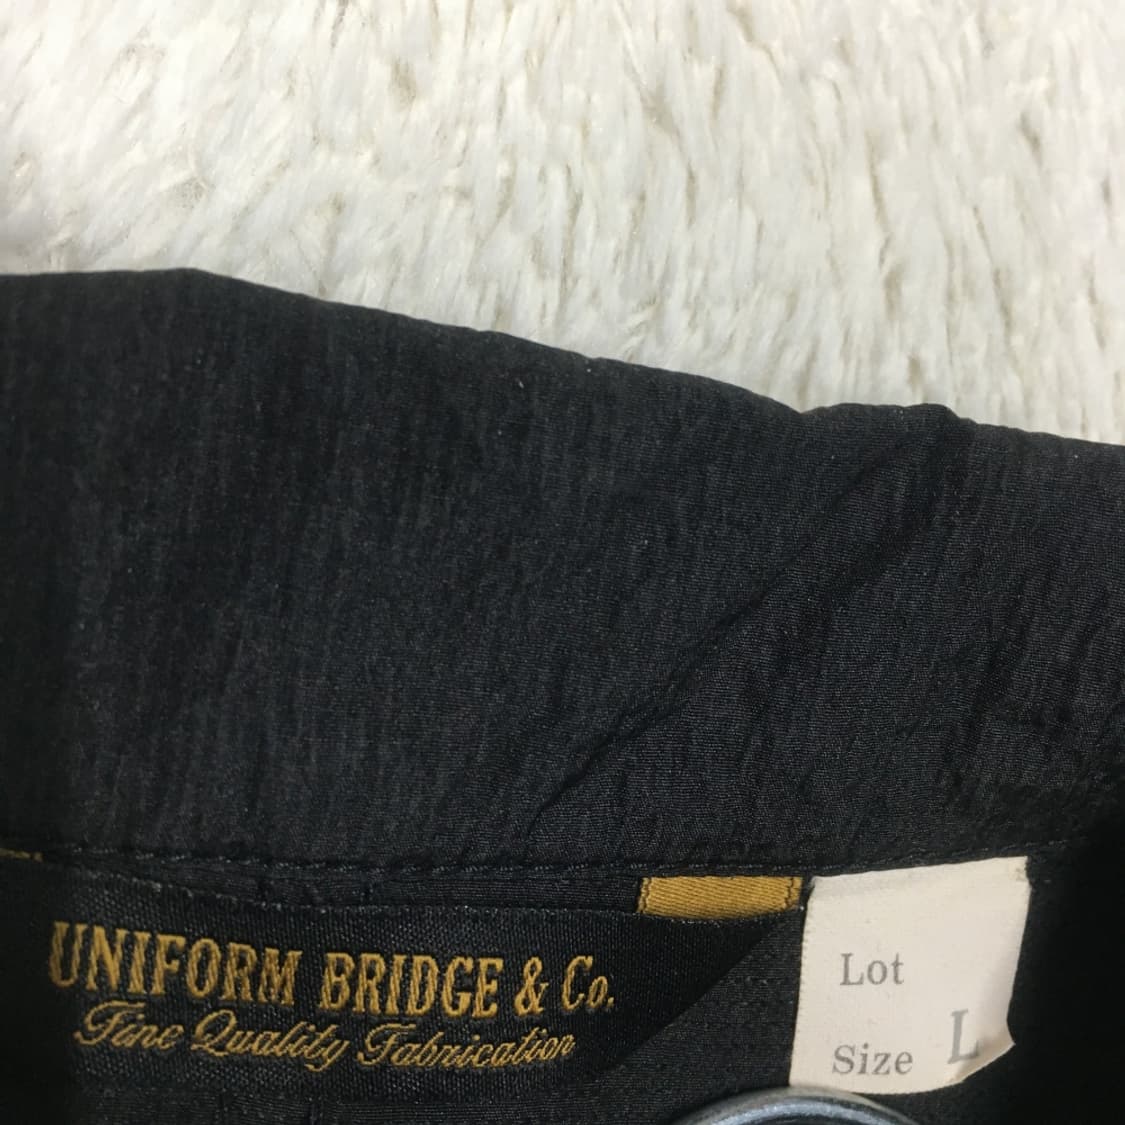 UNIFORM BRIDGE & Co.
Fine Quality Fabrication
Lot
Size L